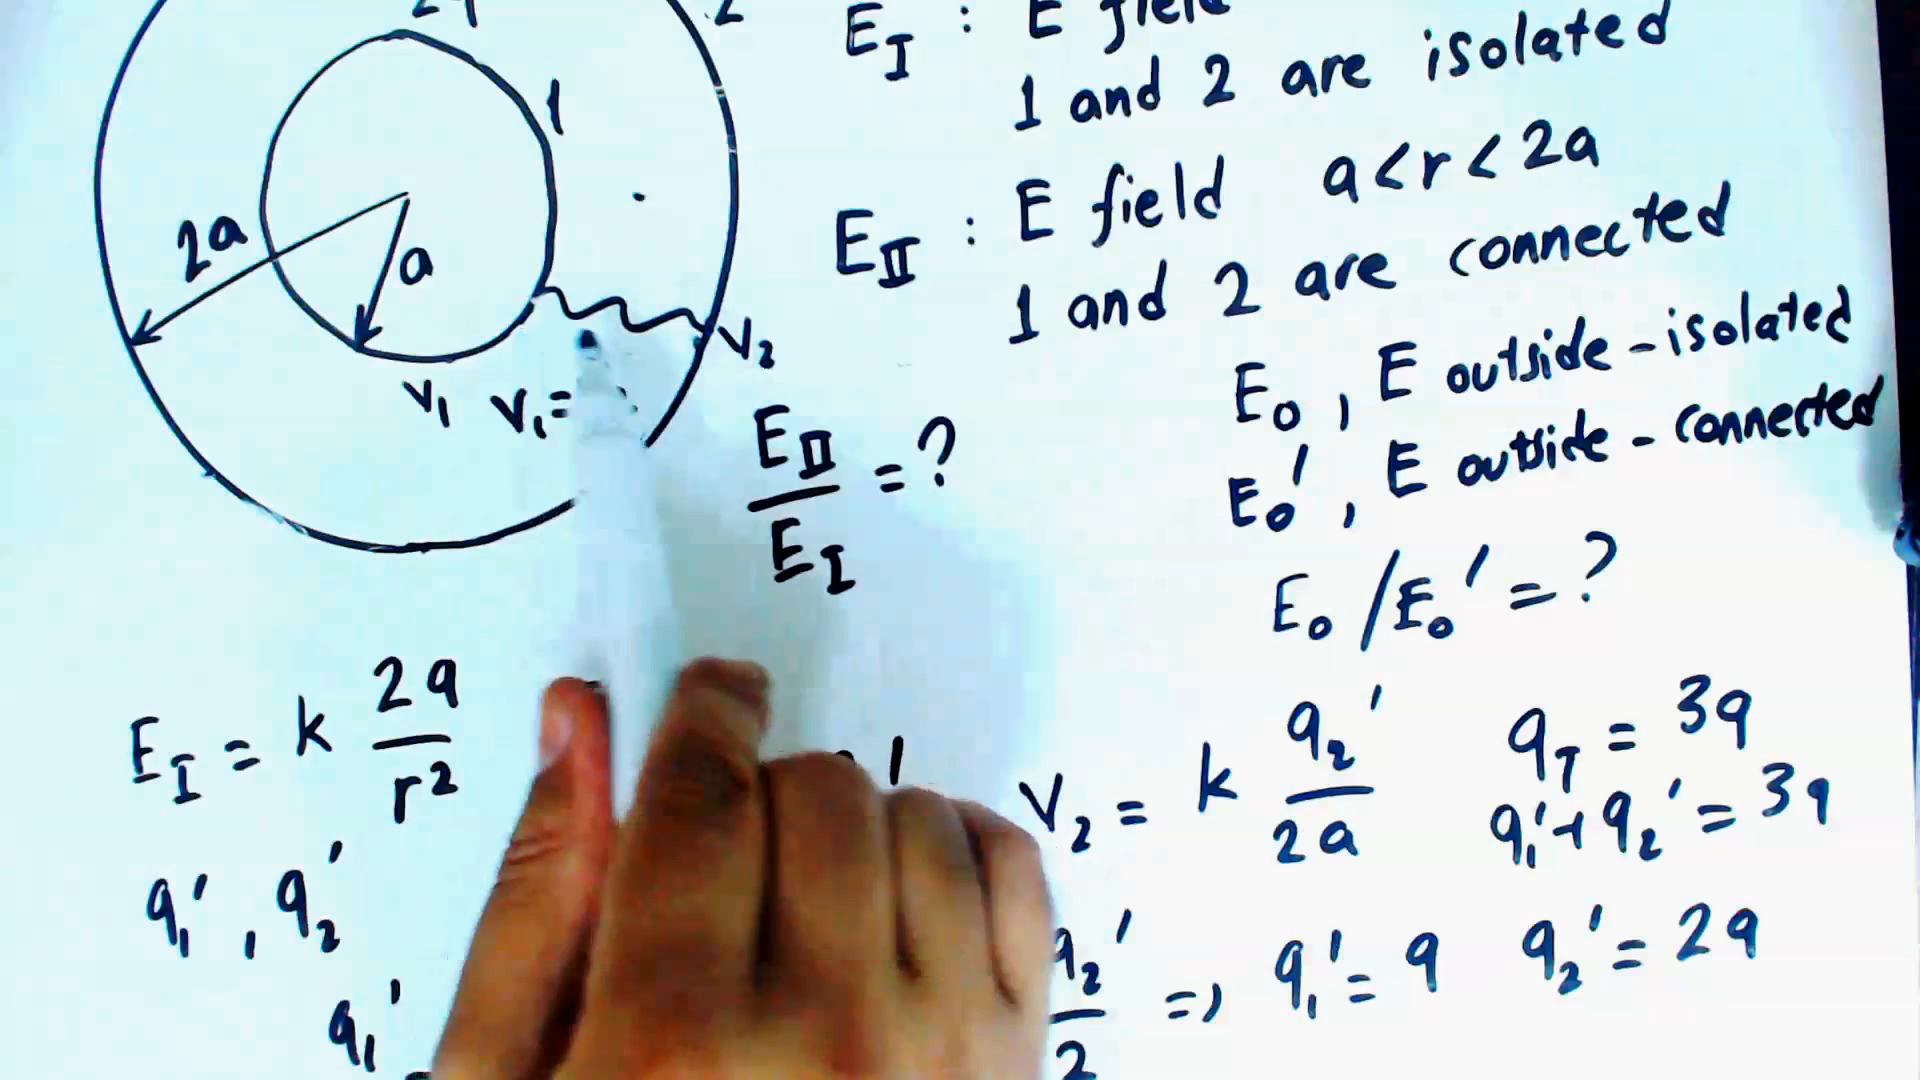 2
1
2a
a
V₁
V₁ =
V₂
E_I : E field
1 and 2 are isolated
E_II : E field a<r<2a
1 and 2 are connected
E₀, E outside-isolated
E₀', E outside-connected
E_II / E_I = ?
E₀/E₀' = ?
E_I = k 2q / r²
q₁', q₂'
q₁'
V₂ = k q₂' / 2a
q_T = 3q
q₁' + q₂' = 3q
q₂' / 2 => q₁' = q q₂' = 2q